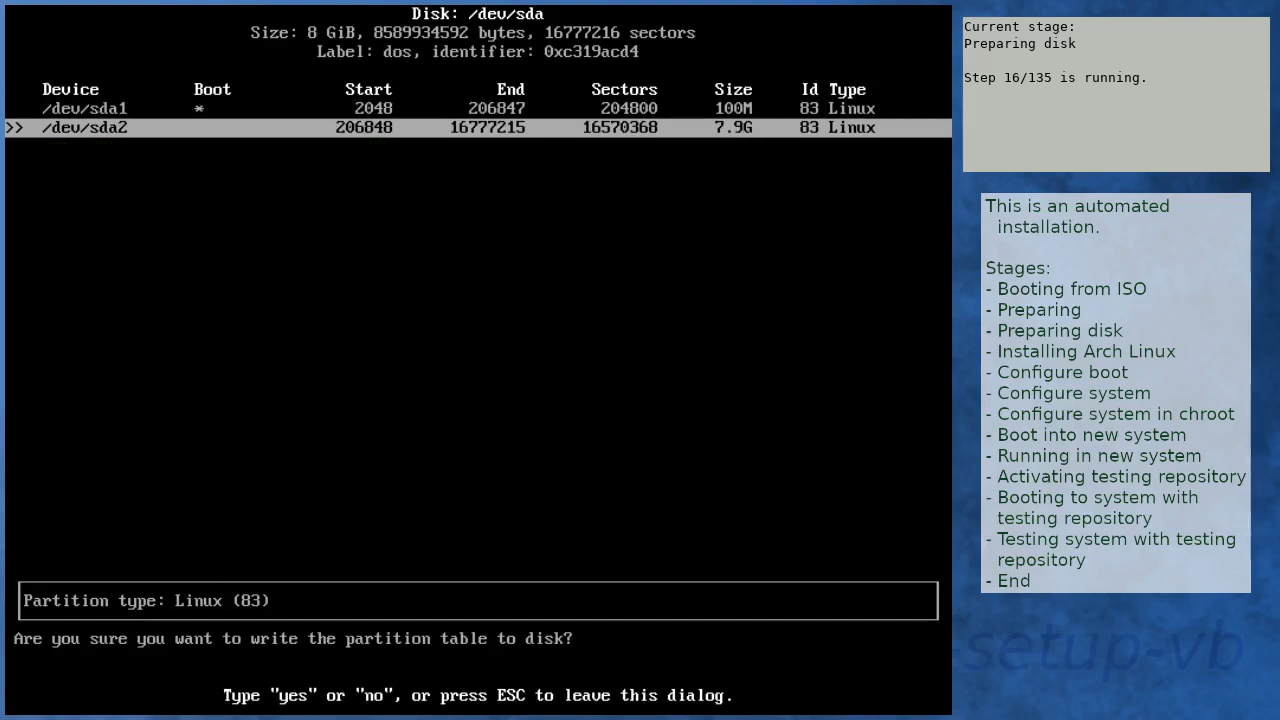 Disk: /dev/sda
Size: 8 GiB, 8589934592 bytes, 16777216 sectors
Label: dos, identifier: 0xc319acd4
Device Boot Start End Sectors Size Id Type
/dev/sda1 * 2048 206847 204800 100M 83 Linux
>> /dev/sda2 206848 16777215 16570368 7.9G 83 Linux
Partition type: Linux (83)
Are you sure you want to write the partition table to disk?
Type "yes" or "no", or press ESC to leave this dialog.
Current stage:
Preparing disk
Step 16/135 is running.
This is an automated
installation.
Stages:
- Booting from ISO
- Preparing
- Preparing disk
- Installing Arch Linux
- Configure boot
- Configure system
- Configure system in chroot
- Boot into new system
- Running in new system
- Activating testing repository
- Booting to system with
testing repository
- Testing system with testing
repository
- End
-setup-vb